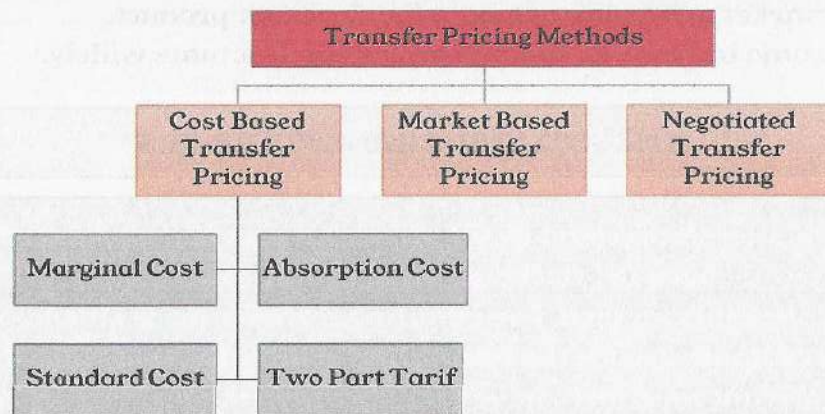 Transfer Pricing Methods
Cost Based
Transfer
Pricing
Market Based
Transfer
Pricing
Negotiated
Transfer
Pricing
Marginal Cost
Absorption Cost
Standard Cost
Two Part Tarif